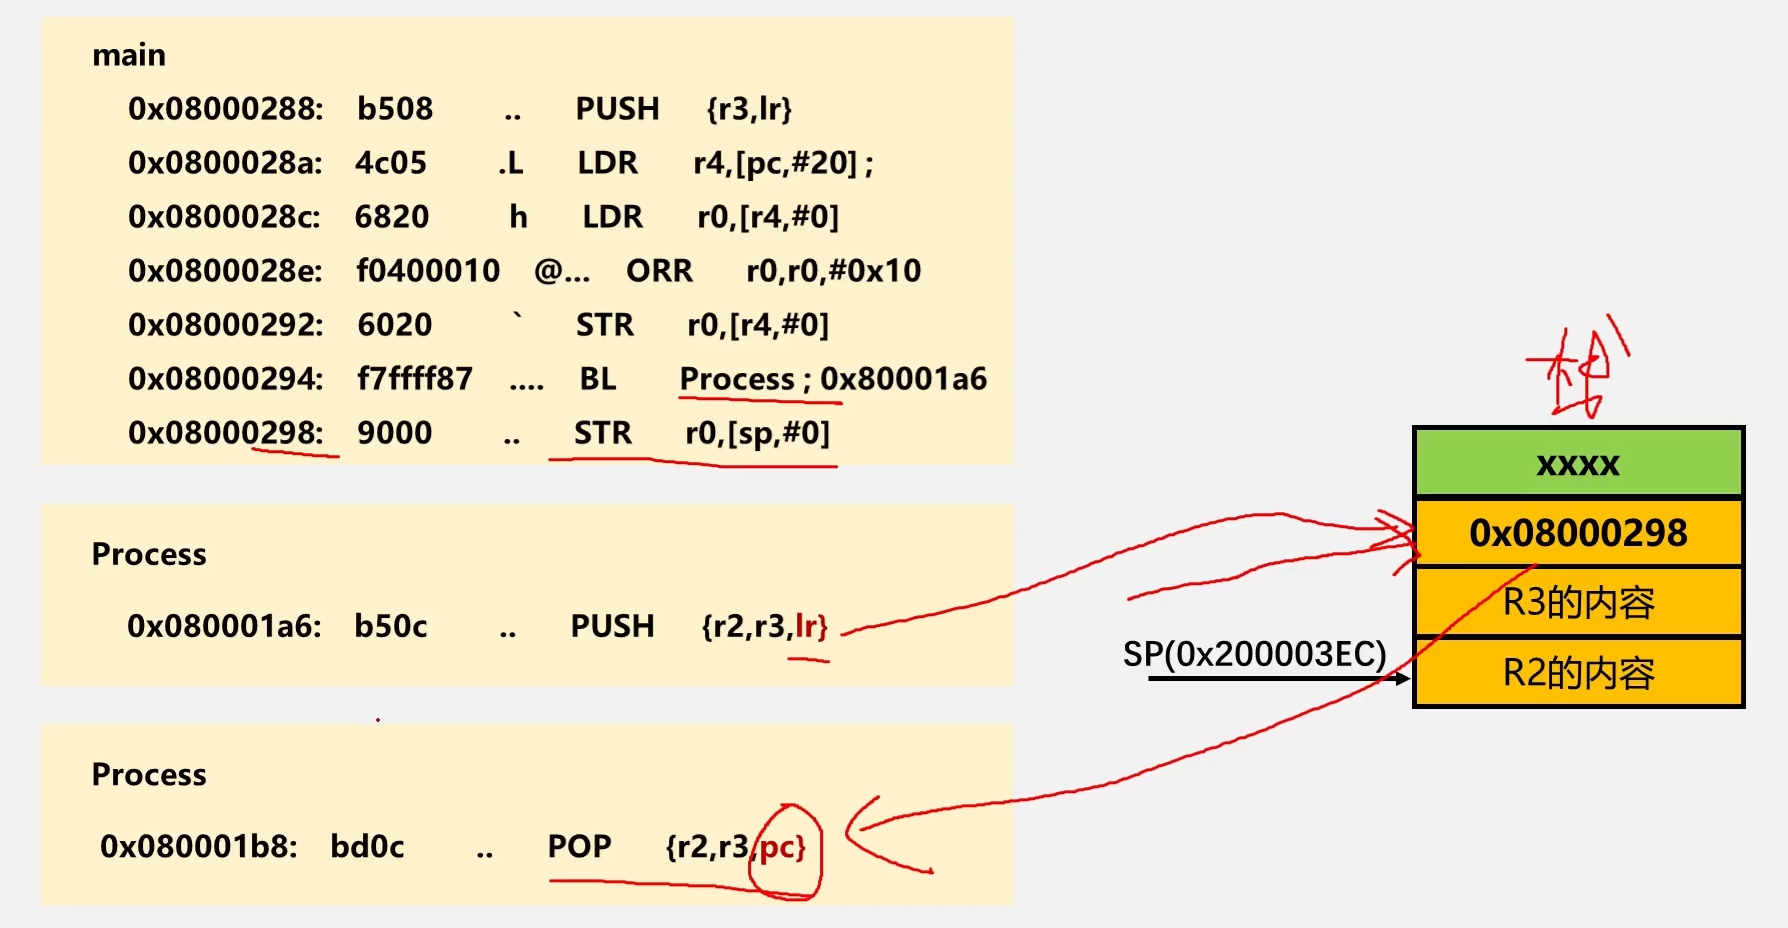 main
0x08000288: b508 .. PUSH {r3,lr}
0x0800028a: 4c05 .L LDR r4,[pc,#20] ;
0x0800028c: 6820 h LDR r0,[r4,#0]
0x0800028e: f0400010 @... ORR r0,r0,#0x10
0x08000292: 6020 ` STR r0,[r4,#0]
0x08000294: f7ffff87 .... BL Process ; 0x80001a6
0x08000298: 9000 .. STR r0,[sp,#0]
Process
0x080001a6: b50c .. PUSH {r2,r3,lr}
Process
0x080001b8: bd0c .. POP {r2,r3,pc}
xxxx
0x08000298
R3的内容
SP(0x200003EC)
R2的内容